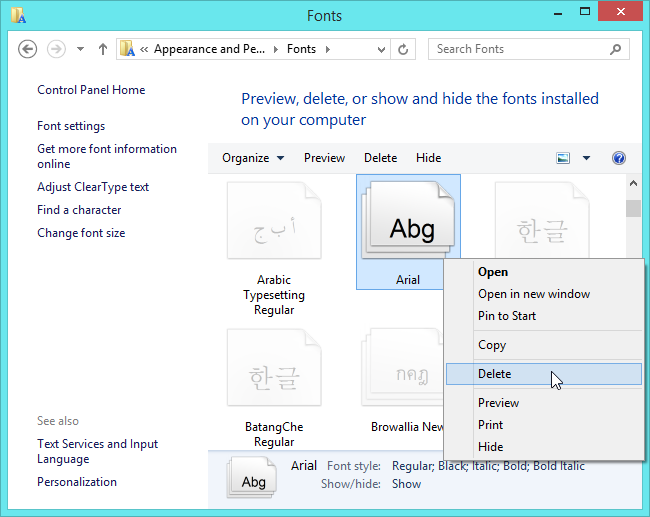 Fonts
« Appearance and Pe... Fonts
Search Fonts
Control Panel Home
Font settings
Get more font information
online
Adjust ClearType text
Find a character
Change font size
See also
Text Services and Input
Language
Personalization
Preview, delete, or show and hide the fonts installed
on your computer
Organize Preview Delete Hide
أ ب ج
Abg
한글
Arabic
Typesetting
Regular
Arial
한글
กคฎ
BatangChe
Regular
Browallia New
Open
Open in new window
Pin to Start
Copy
Delete
Preview
Print
Hide
Abg
Arial Font style: Regular; Black; Italic; Bold; Bold Italic
Show/hide: Show